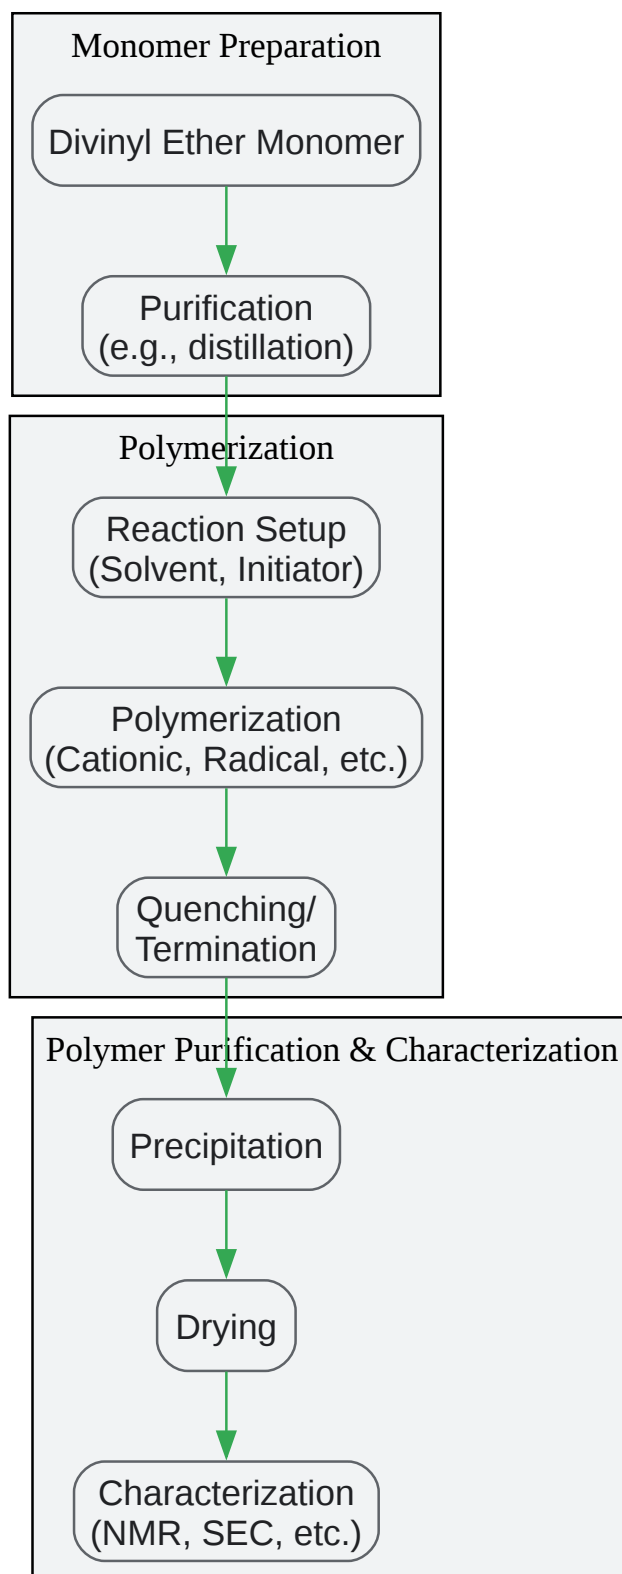 Monomer Preparation
Divinyl Ether Monomer
Purification
(e.g., distillation)
Polymerization
Reaction Setup
(Solvent, Initiator)
Polymerization
(Cationic, Radical, etc.)
Quenching/
Termination
Polymer Purification & Characterization
Precipitation
Drying
Characterization
(NMR, SEC, etc.)